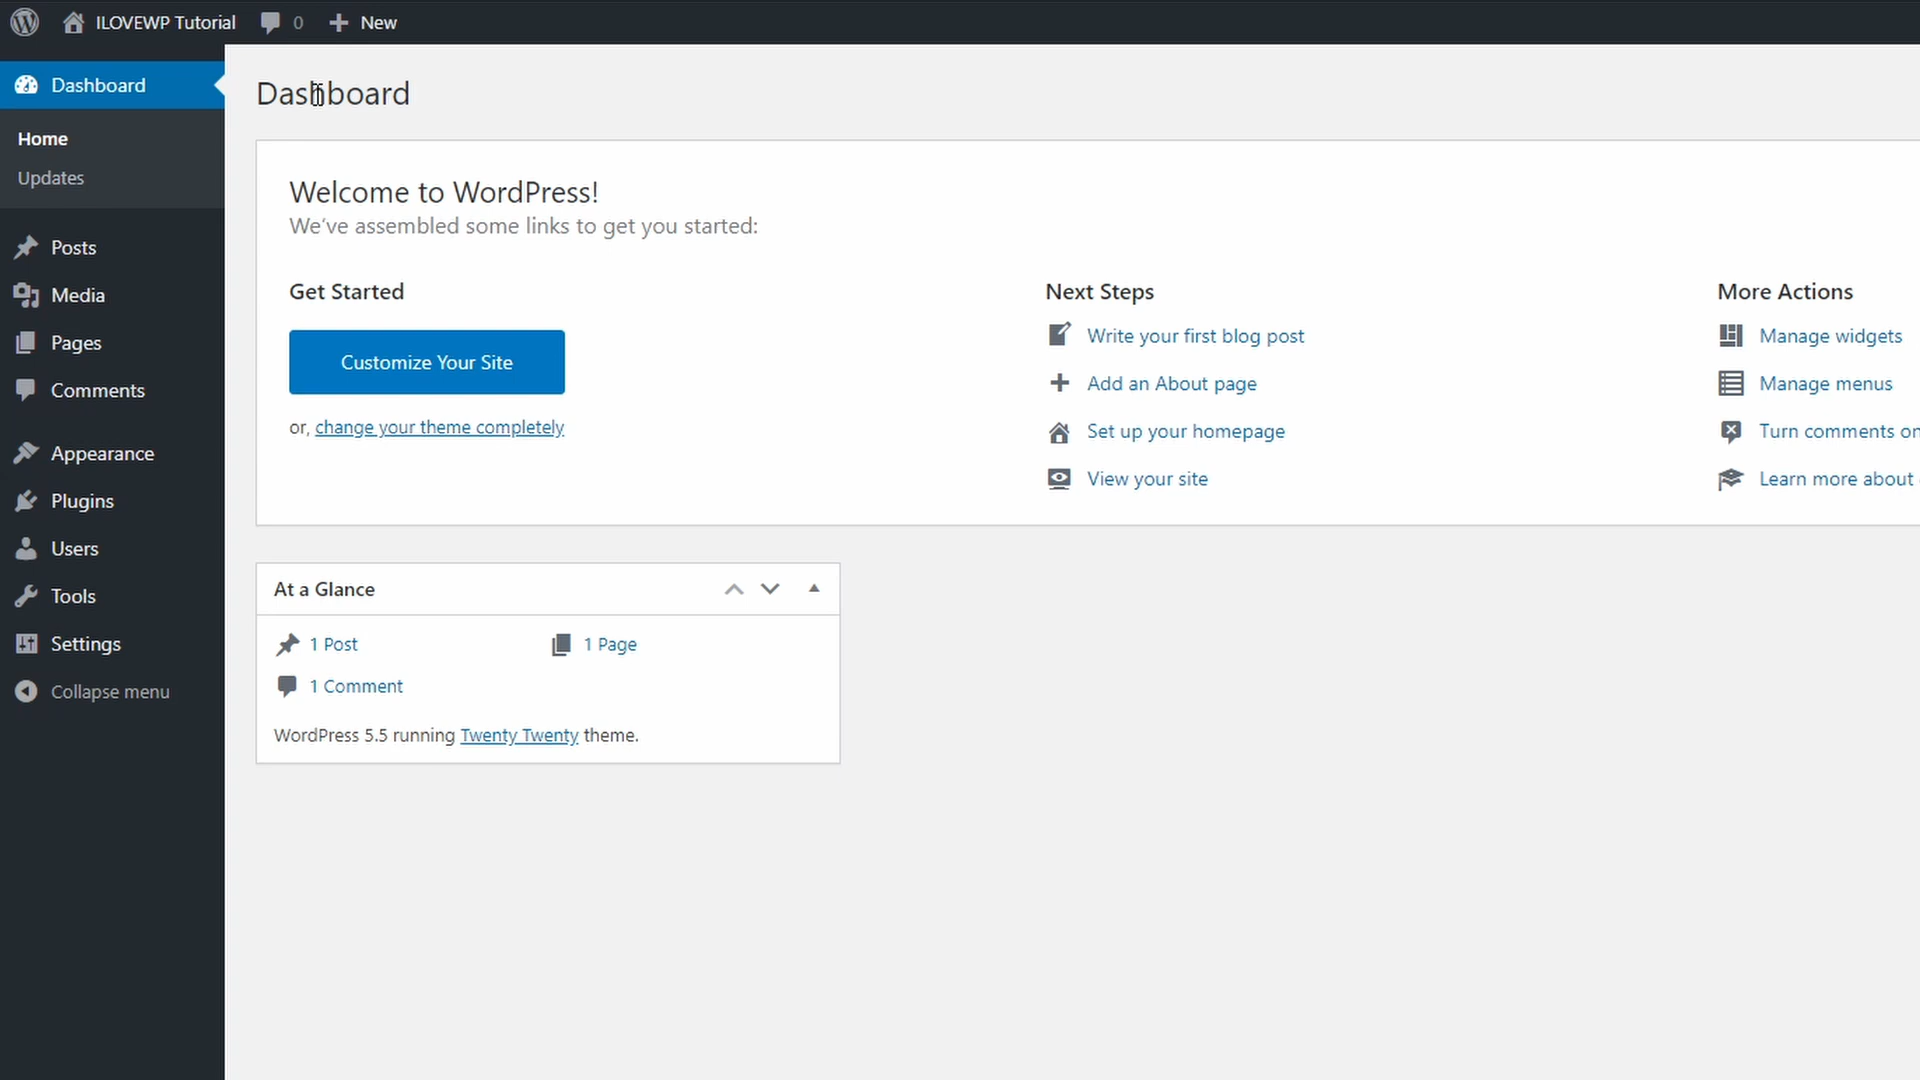 ILOVEWP Tutorial 0 New
Dashboard
Home
Updates
Posts
Media
Pages
Comments
Appearance
Plugins
Users
Tools
Settings
Collapse menu
Dashboard
Welcome to WordPress!
We've assembled some links to get you started:
Get Started
Customize Your Site
or, change your theme completely
Next Steps
Write your first blog post
Add an About page
Set up your homepage
View your site
More Actions
Manage widgets
Manage menus
Turn comments on
Learn more about
At a Glance
1 Post
1 Page
1 Comment
WordPress 5.5 running Twenty Twenty theme.